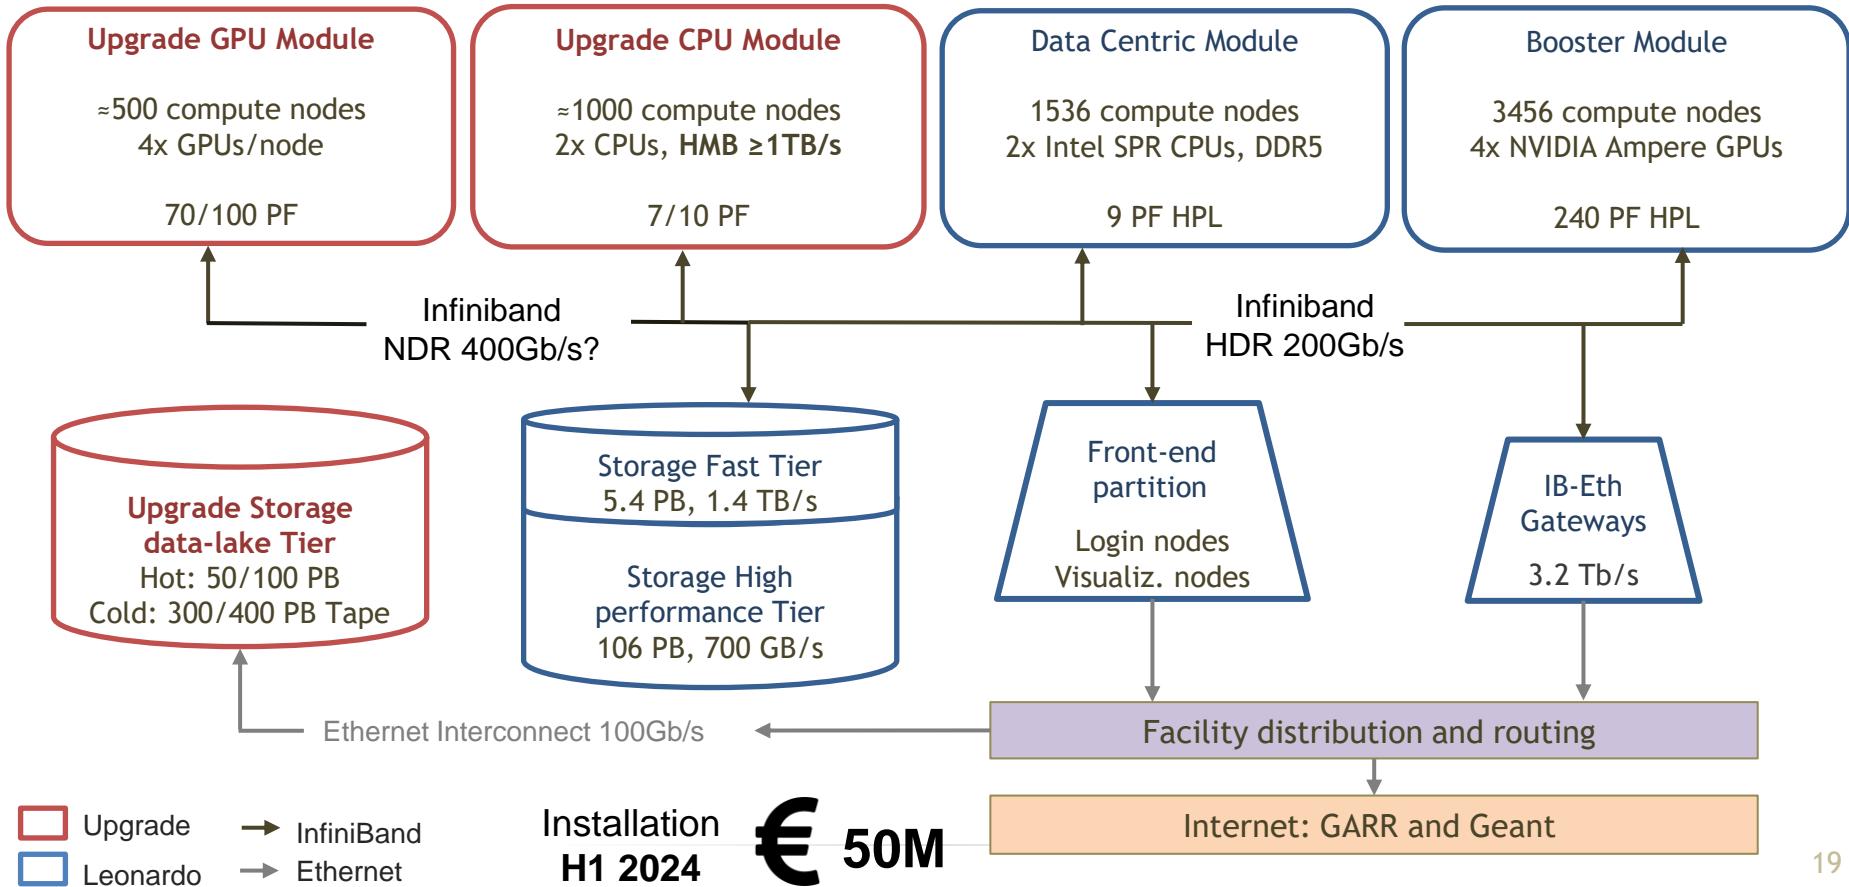 Upgrade GPU Module
≈500 compute nodes
4x GPUs/node
70/100 PF
Upgrade CPU Module
≈1000 compute nodes
2x CPUs, HMB ≥1TB/s
7/10 PF
Data Centric Module
1536 compute nodes
2x Intel SPR CPUs, DDR5
9 PF HPL
Booster Module
3456 compute nodes
4x NVIDIA Ampere GPUs
240 PF HPL
Infiniband
NDR 400Gb/s?
Infiniband
HDR 200Gb/s
Upgrade Storage
data-lake Tier
Hot: 50/100 PB
Cold: 300/400 PB Tape
Storage Fast Tier
5.4 PB, 1.4 TB/s
Storage High
performance Tier
106 PB, 700 GB/s
Front-end
partition
Login nodes
Visualiz. nodes
IB-Eth
Gateways
3.2 Tb/s
Ethernet Interconnect 100Gb/s
Facility distribution and routing
Internet: GARR and Geant
Upgrade
Leonardo
InfiniBand
Ethernet
Installation
H1 2024
€ 50M
19